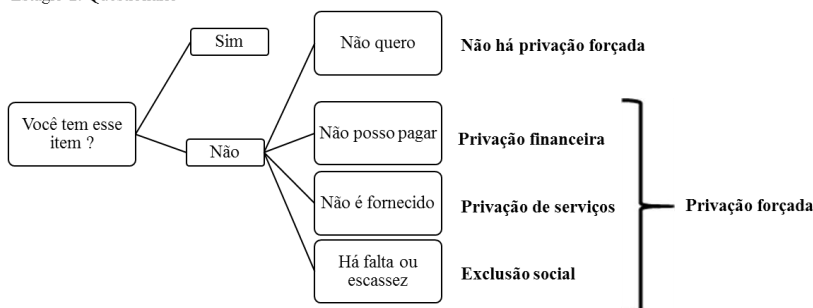 Sim
Não quero
Não há privação forçada
Você tem esse
item ?
Não
Não posso pagar
Privação financeira
Não é fornecido
Privação de serviços
Privação forçada
Há falta ou
escassez
Exclusão social